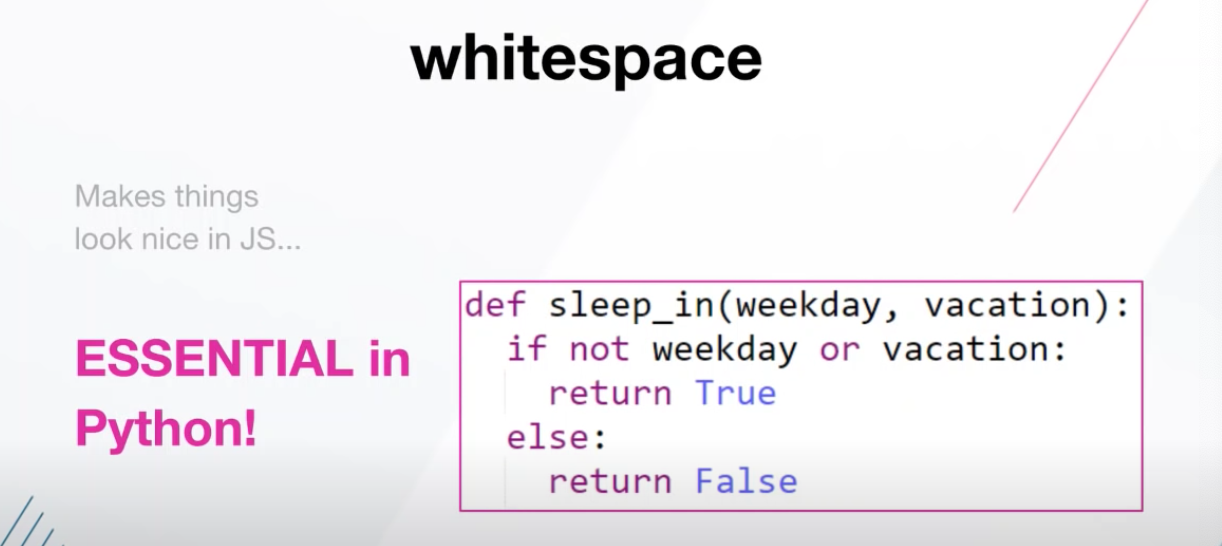 whitespace
Makes things
look nice in JS...
ESSENTIAL in
Python!
def sleep_in(weekday, vacation):
  if not weekday or vacation:
    return True
  else:
    return False